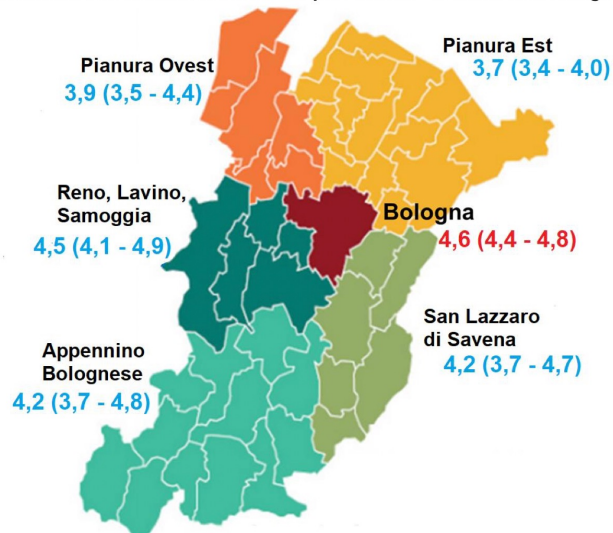 Pianura Ovest
3,9 (3,5 - 4,4)
Pianura Est
3,7 (3,4 - 4,0)
Reno, Lavino,
Samoggia
4,5 (4,1 - 4,9)
Bologna
4,6 (4,4 - 4,8)
San Lazzaro
di Savena
4,2 (3,7 - 4,7)
Appennino
Bolognese
4,2 (3,7 - 4,8)